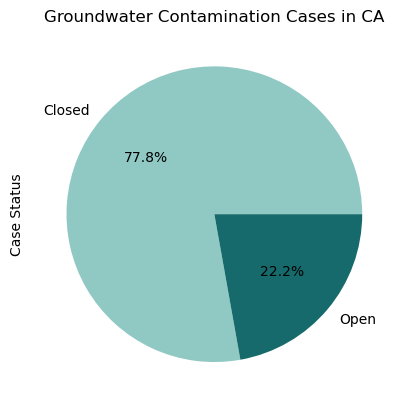 Groundwater Contamination Cases in CA
Closed
77.8%
Case Status
22.2%
Open